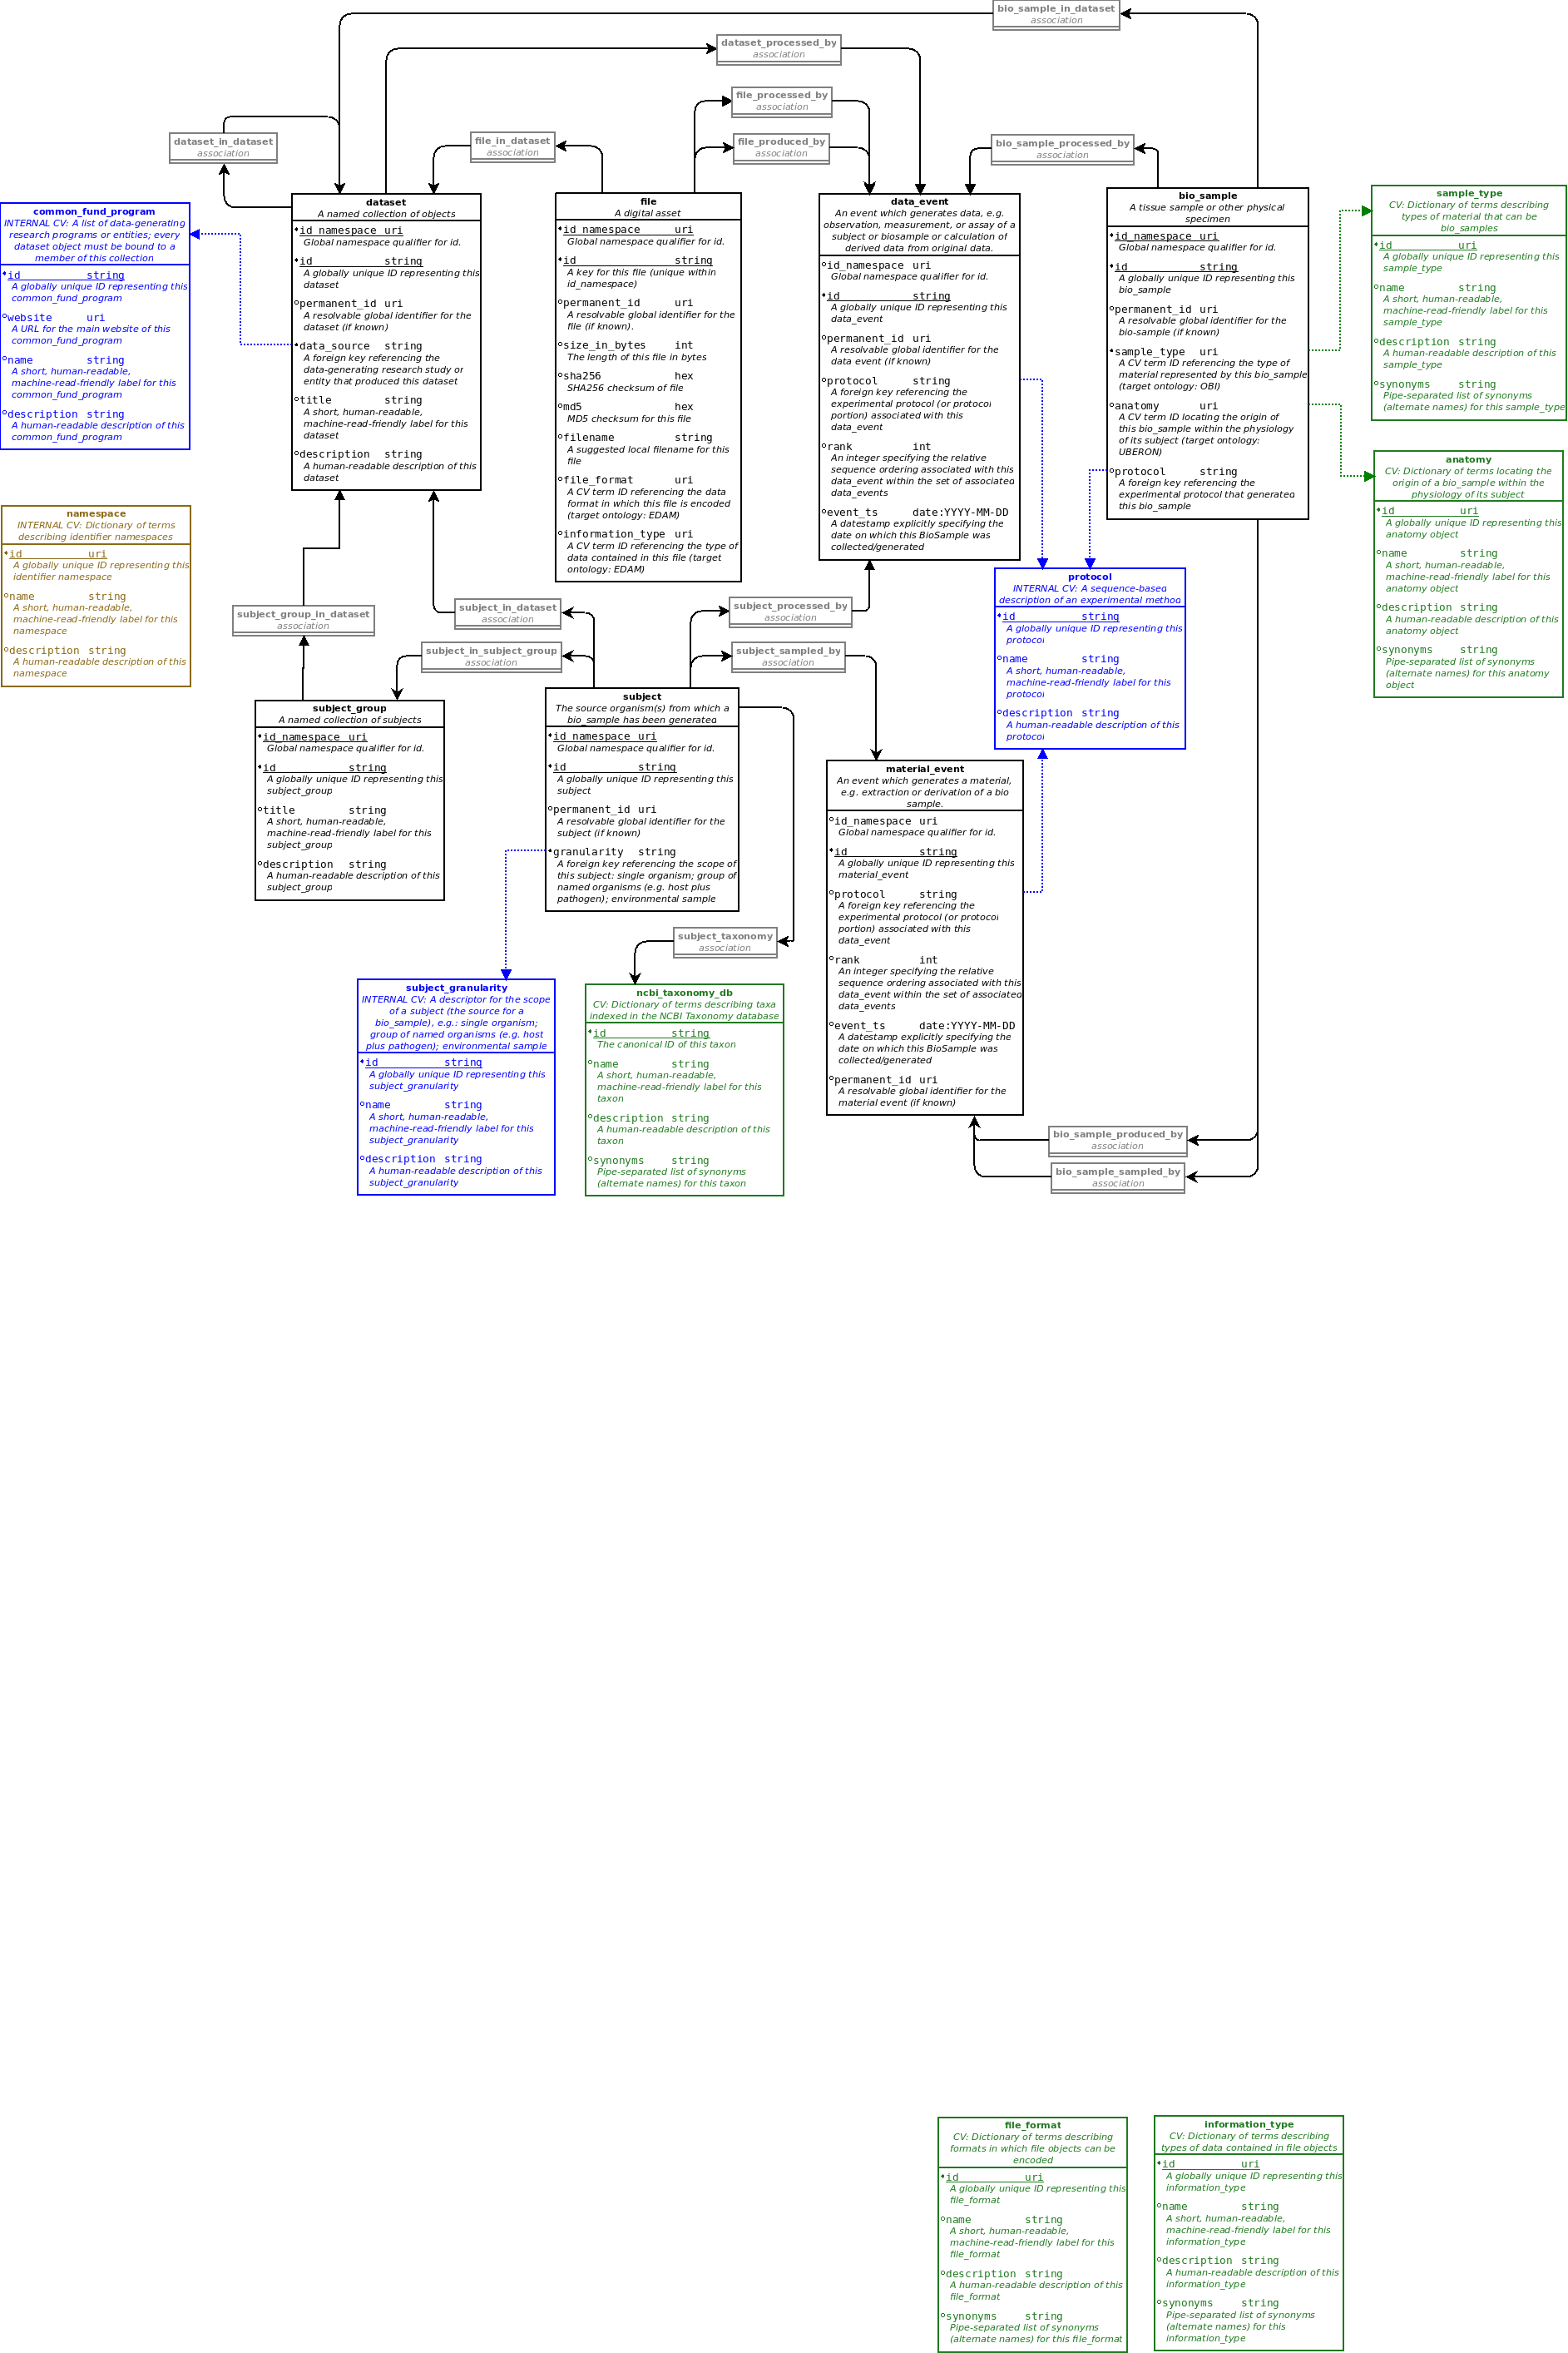 bio_sample_in_dataset
association
dataset_processed_by
association
file_processed_by
association
dataset_in_dataset
association
file_in_dataset
association
file_produced_by
association
bio_sample_processed_by
association
common_fund_program
INTERNAL CV: A list of data-generating
research programs or entities; every
dataset object must be bound to a
member of this collection
id string
A globally unique ID representing this
common_fund_program
website uri
A URL for the main website of this
common_fund_program
name string
A short, human-readable,
machine-read-friendly label for this
common_fund_program
description string
A human-readable description of this
common_fund_program
dataset
A named collection of objects
id_namespace uri
Global namespace qualifier for id.
id string
A globally unique ID representing this
dataset
permanent_id uri
A resolvable global identifier for the
dataset (if known)
data_source string
A foreign key referencing the
data-generating research study or
entity that produced this dataset
title string
A short, human-readable,
machine-read-friendly label for this
dataset
description string
A human-readable description of this
dataset
file
A digital asset
id_namespace uri
Global namespace qualifier for id.
id string
A key for this file (unique within
id_namespace)
permanent_id uri
A resolvable global identifier for the
file (if known).
size_in_bytes int
The length of this file in bytes
sha256 hex
SHA256 checksum of file
md5 hex
MD5 checksum for this file
filename string
A suggested local filename for this
file
file_format uri
A CV term ID referencing the data
format in which this file is encoded
(target ontology: EDAM)
information_type uri
A CV term ID referencing the type of
data contained in this file (target
ontology: EDAM)
data_event
An event which generates data, e.g.
observation, measurement, or assay of a
subject or biosample or calculation of
derived data from original data.
id_namespace uri
Global namespace qualifier for id.
id string
A globally unique ID representing this
data_event
permanent_id uri
A resolvable global identifier for the
data event (if known)
protocol string
A foreign key referencing the
experimental protocol (or protocol
portion) associated with this
data_event
rank int
An integer specifying the relative
sequence ordering associated with this
data_event within the set of associated
data_events
event_ts date:YYYY-MM-DD
A datestamp explicitly specifying the
date on which this BioSample was
collected/generated
bio_sample
A tissue sample or other physical
specimen
id_namespace uri
Global namespace qualifier for id.
id string
A globally unique ID representing this
bio_sample
permanent_id uri
A resolvable global identifier for the
bio-sample (if known)
sample_type uri
A CV term ID referencing the type of
material represented by this bio_sample
(target ontology: OBI)
anatomy uri
A CV term ID locating the origin of
this bio_sample within the physiology
of its subject (target ontology:
UBERON)
protocol string
A foreign key referencing the
experimental protocol that generated
this bio_sample
sample_type
CV: Dictionary of terms describing
types of material that can be
bio_samples
id uri
A globally unique ID representing this
sample_type
name string
A short, human-readable,
machine-read-friendly label for this
sample_type
description string
A human-readable description of this
sample_type
synonyms string
Pipe-separated list of synonyms
(alternate names) for this sample_type
anatomy
CV: Dictionary of terms locating the
origin of a bio_sample within the
physiology of its subject
id uri
A globally unique ID representing this
anatomy object
name string
A short, human-readable,
machine-read-friendly label for this
anatomy object
description string
A human-readable description of this
anatomy object
synonyms string
Pipe-separated list of synonyms
(alternate names) for this anatomy
object
namespace
INTERNAL CV: Dictionary of terms
describing identifier namespaces
id uri
A globally unique ID representing this
identifier namespace
name string
A short, human-readable,
machine-read-friendly label for this
namespace
description string
A human-readable description of this
namespace
subject_group_in_dataset
association
subject_in_dataset
association
subject_processed_by
association
subject_in_subject_group
association
subject_sampled_by
association
protocol
INTERNAL CV: A sequence-based
description of an experimental method
id string
A globally unique ID representing this
protocol
name string
A short, human-readable,
machine-read-friendly label for this
protocol
description string
A human-readable description of this
protocol
subject_group
A named collection of subjects
id_namespace uri
Global namespace qualifier for id.
id string
A globally unique ID representing this
subject_group
title string
A short, human-readable,
machine-read-friendly label for this
subject_group
description string
A human-readable description of this
subject_group
subject
The source organism(s) from which a
bio_sample has been generated
id_namespace uri
Global namespace qualifier for id.
id string
A globally unique ID representing this
subject
permanent_id uri
A resolvable global identifier for the
subject (if known)
granularity string
A foreign key referencing the scope of
this subject: single organism; group of
named organisms (e.g. host plus
pathogen); environmental sample
material_event
An event which generates a material,
e.g. extraction or derivation of a bio
sample.
id_namespace uri
Global namespace qualifier for id.
id string
A globally unique ID representing this
material_event
protocol string
A foreign key referencing the
experimental protocol (or protocol
portion) associated with this
data_event
rank int
An integer specifying the relative
sequence ordering associated with this
data_event within the set of associated
data_events
event_ts date:YYYY-MM-DD
A datestamp explicitly specifying the
date on which this BioSample was
collected/generated
permanent_id uri
A resolvable global identifier for the
material event (if known)
subject_taxonomy
association
subject_granularity
INTERNAL CV: A descriptor for the scope
of a subject (the source for a
bio_sample), e.g.: single organism;
group of named organisms (e.g. host
plus pathogen); environmental sample
id string
A globally unique ID representing this
subject_granularity
name string
A short, human-readable,
machine-read-friendly label for this
subject_granularity
description string
A human-readable description of this
subject_granularity
ncbi_taxonomy_db
CV: Dictionary of terms describing taxa
indexed in the NCBI Taxonomy database
id string
The canonical ID of this taxon
name string
A short, human-readable,
machine-read-friendly label for this
taxon
description string
A human-readable description of this
taxon
synonyms string
Pipe-separated list of synonyms
(alternate names) for this taxon
bio_sample_produced_by
association
bio_sample_sampled_by
association
file_format
CV: Dictionary of terms describing
formats in which file objects can be
encoded
id uri
A globally unique ID representing this
file_format
name string
A short, human-readable,
machine-read-friendly label for this
file_format
description string
A human-readable description of this
file_format
synonyms string
Pipe-separated list of synonyms
(alternate names) for this file_format
information_type
CV: Dictionary of terms describing
types of data contained in file objects
id uri
A globally unique ID representing this
information_type
name string
A short, human-readable,
machine-read-friendly label for this
information_type
description string
A human-readable description of this
information_type
synonyms string
Pipe-separated list of synonyms
(alternate names) for this
information_type